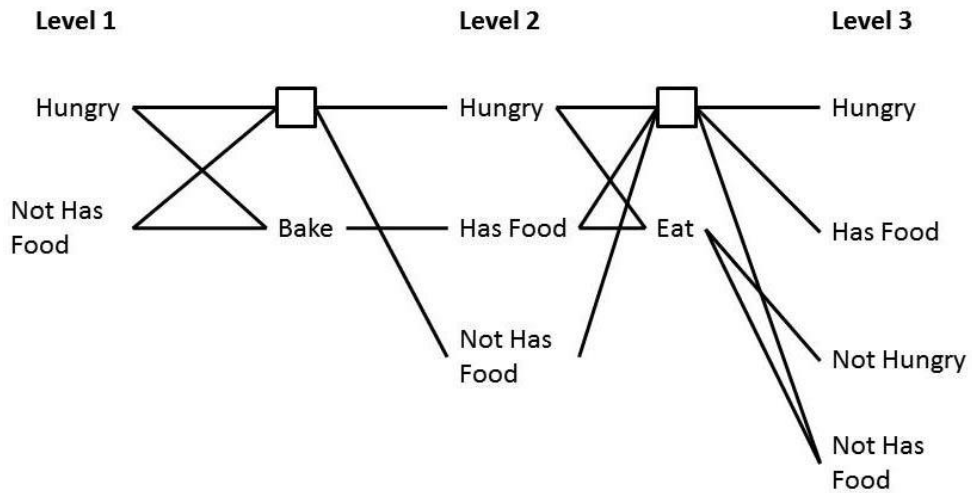 Level 1
Level 2
Level 3
Hungry
Hungry
Hungry
Not Has
Food
Bake
Has Food
Eat
Has Food
Not Has
Food
Not Hungry
Not Has
Food